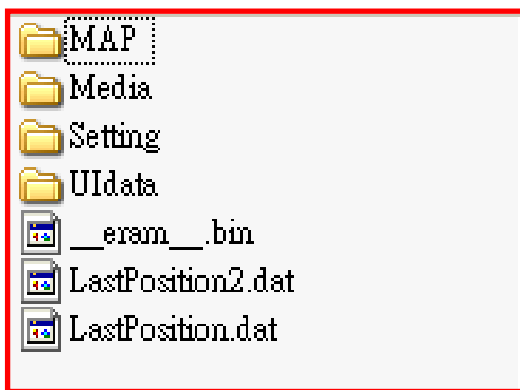 MAP
Media
Setting
UIdata
__eram__.bin
LastPosition2.dat
LastPosition.dat